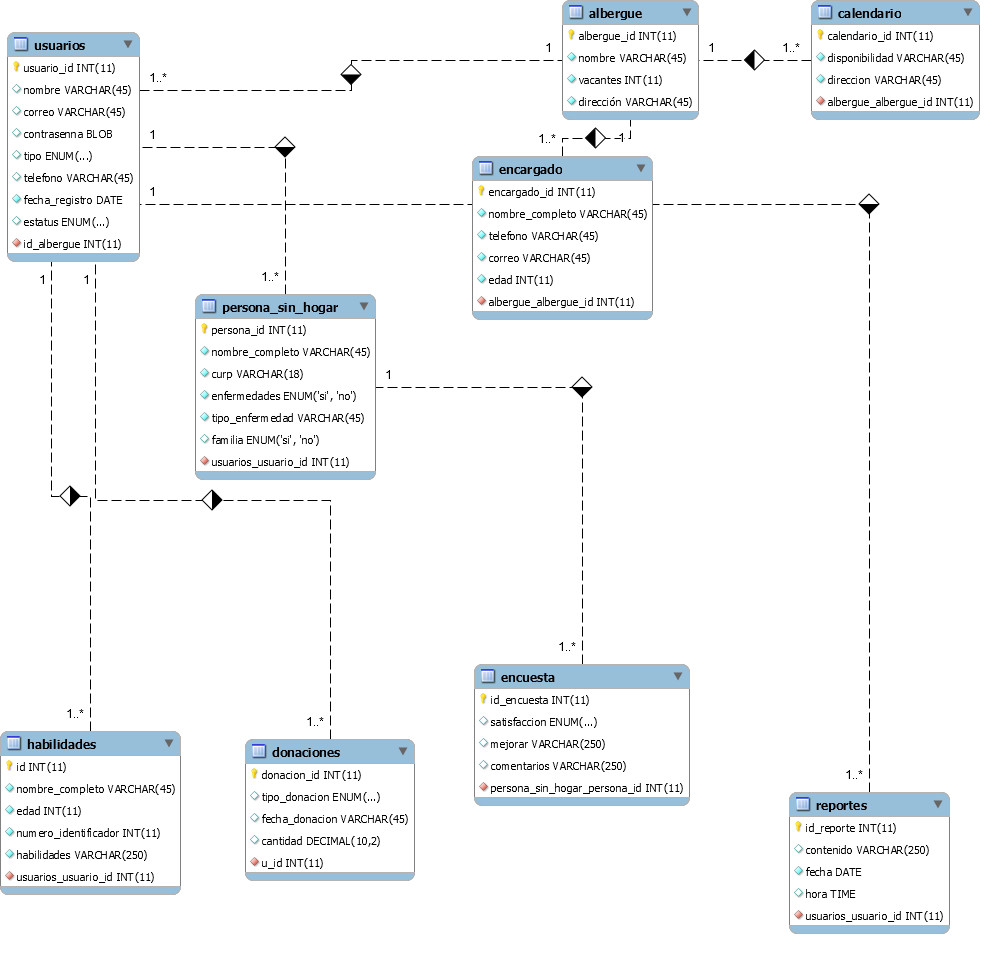 usuarios
usuario_id INT(11)
nombre VARCHAR(45)
correo VARCHAR(45)
contrasenna BLOB
tipo ENUM(...)
telefono VARCHAR(45)
fecha_registro DATE
estatus ENUM(...)
id_albergue INT(11)
1..*
1
1
1
1
1
albergue
albergue_id INT(11)
nombre VARCHAR(45)
vacantes INT(11)
dirección VARCHAR(45)
1
1..*
calendario
calendario_id INT(11)
disponibilidad VARCHAR(45)
direccion VARCHAR(45)
albergue_albergue_id INT(11)
1..*
1
encargado
encargado_id INT(11)
nombre_completo VARCHAR(45)
telefono VARCHAR(45)
correo VARCHAR(45)
edad INT(11)
albergue_albergue_id INT(11)
1..*
persona_sin_hogar
persona_id INT(11)
nombre_completo VARCHAR(45)
curp VARCHAR(18)
enfermedades ENUM('si', 'no')
tipo_enfermedad VARCHAR(45)
familia ENUM('si', 'no')
usuarios_usuario_id INT(11)
1
1..*
encuesta
id_encuesta INT(11)
satisfaccion ENUM(...)
mejorar VARCHAR(250)
comentarios VARCHAR(250)
persona_sin_hogar_persona_id INT(11)
1..*
habilidades
id INT(11)
nombre_completo VARCHAR(45)
edad INT(11)
numero_identificador INT(11)
habilidades VARCHAR(250)
usuarios_usuario_id INT(11)
1..*
donaciones
donacion_id INT(11)
tipo_donacion ENUM(...)
fecha_donacion VARCHAR(45)
cantidad DECIMAL(10,2)
u_id INT(11)
1..*
reportes
id_reporte INT(11)
contenido VARCHAR(250)
fecha DATE
hora TIME
usuarios_usuario_id INT(11)